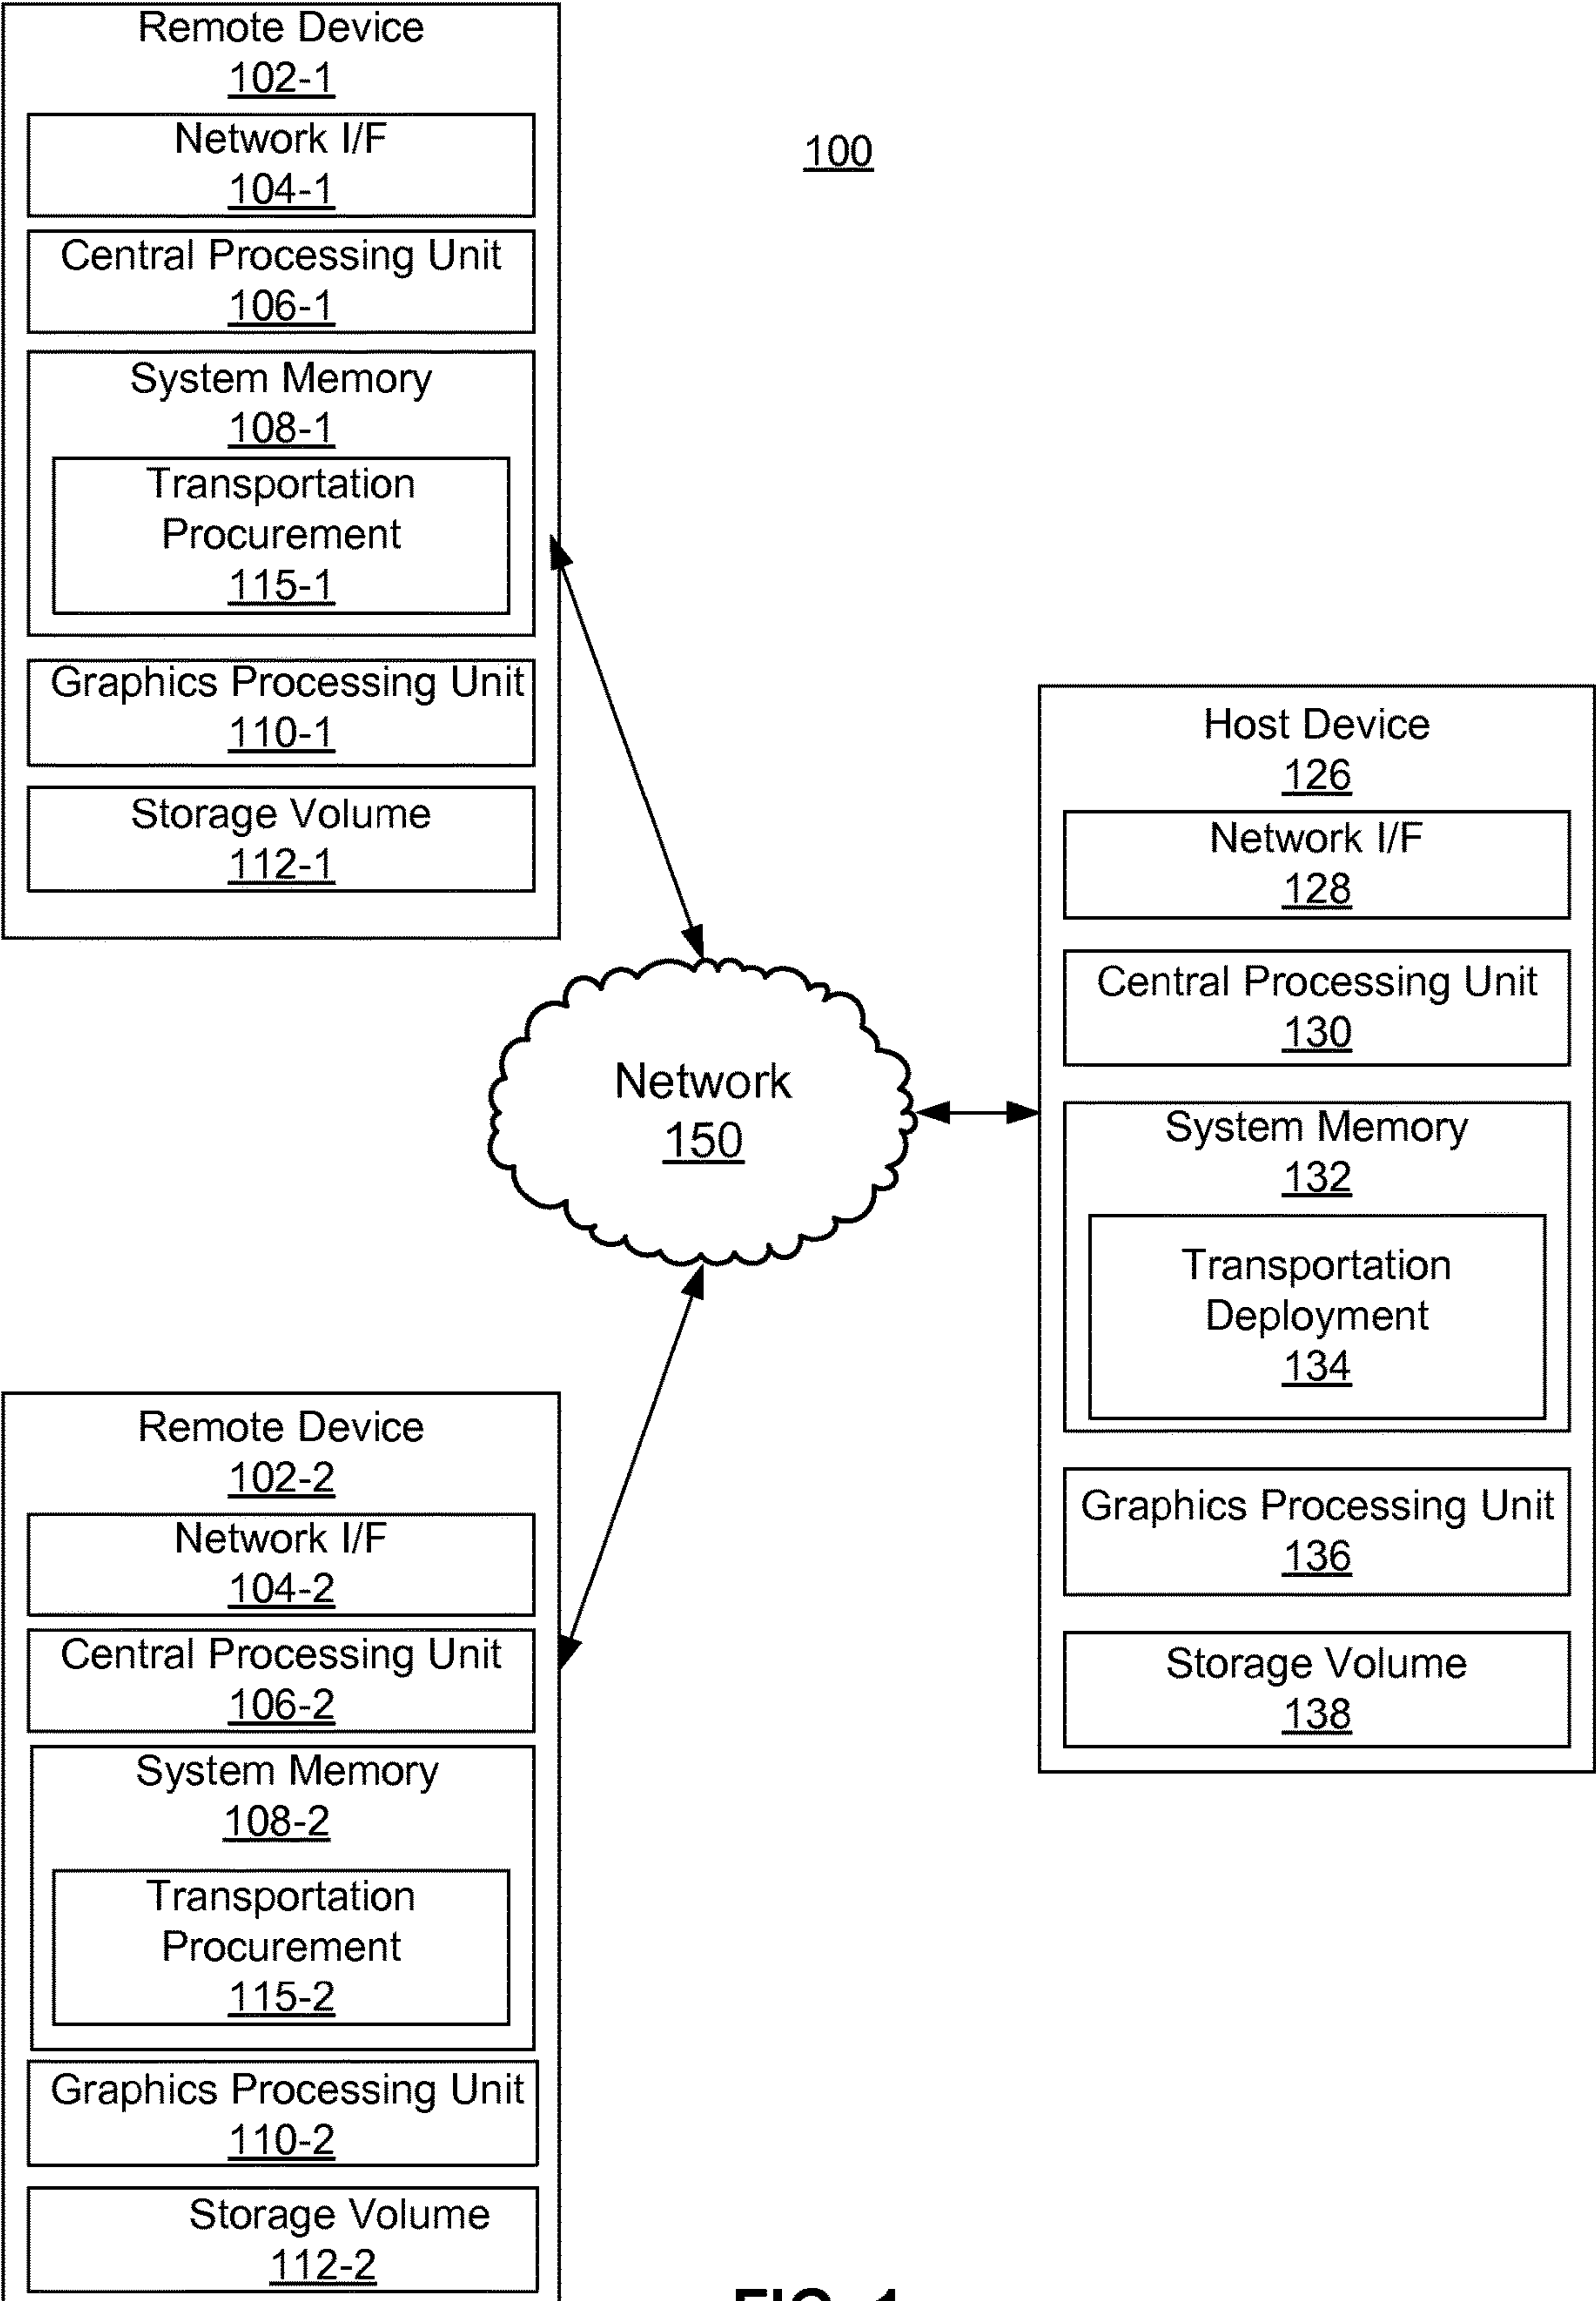 Remote Device
102-1
Network I/F
104-1
Central Processing Unit
106-1
System Memory
108-1
Transportation
Procurement
115-1
Graphics Processing Unit
110-1
Storage Volume
112-1
100
Network
150
Host Device
126
Network I/F
128
Central Processing Unit
130
System Memory
132
Transportation
Deployment
134
Graphics Processing Unit
136
Storage Volume
138
Remote Device
102-2
Network I/F
104-2
Central Processing Unit
106-2
System Memory
108-2
Transportation
Procurement
115-2
Graphics Processing Unit
110-2
Storage Volume
112-2
FIG. 1